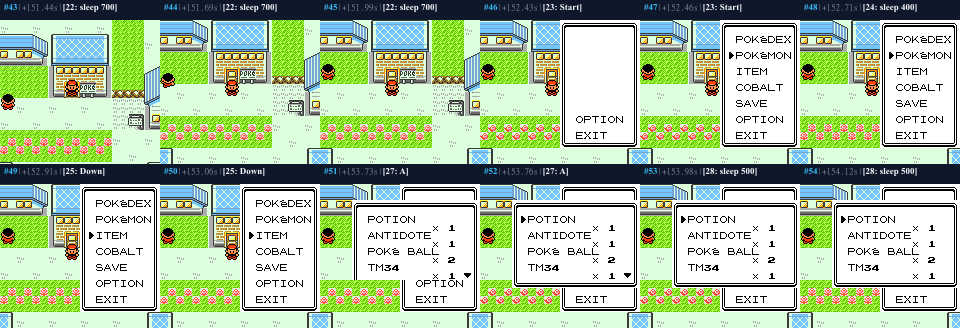 #43 |+151.44s| [22: sleep 700]
#44 |+151.69s| [22: sleep 700]
#45 |+151.99s| [22: sleep 700]
#46 |+152.43s| [23: Start]
#47 |+152.46s| [23: Start]
#48 |+152.71s| [24: sleep 400]
POKé
POKé
POKé
OPTION
EXIT
POKéDEX
POKéMON
ITEM
COBALT
SAVE
OPTION
EXIT
POKéDEX
POKéMON
ITEM
COBALT
SAVE
OPTION
EXIT
#49 |+152.91s| [25: Down]
#50 |+153.06s| [25: Down]
#51 |+153.73s| [27: A]
#52 |+153.76s| [27: A]
#53 |+153.98s| [28: sleep 500]
#54 |+154.12s| [28: sleep 500]
POKéDEX
POKéMON
ITEM
COBALT
SAVE
OPTION
EXIT
POKéDEX
POKéMON
ITEM
COBALT
SAVE
OPTION
EXIT
POTION
× 1
ANTIDOTE
× 1
POKé BALL
× 2
TM34
× 1
OPTION
EXIT
POTION
× 1
ANTIDOTE
× 1
POKé BALL
× 2
TM34
× 1
EXIT
POTION
× 1
ANTIDOTE
× 1
POKé BALL
× 2
TM34
× 1
EXIT
POTION
× 1
ANTIDOTE
× 1
POKé BALL
× 2
TM34
× 1
EXIT